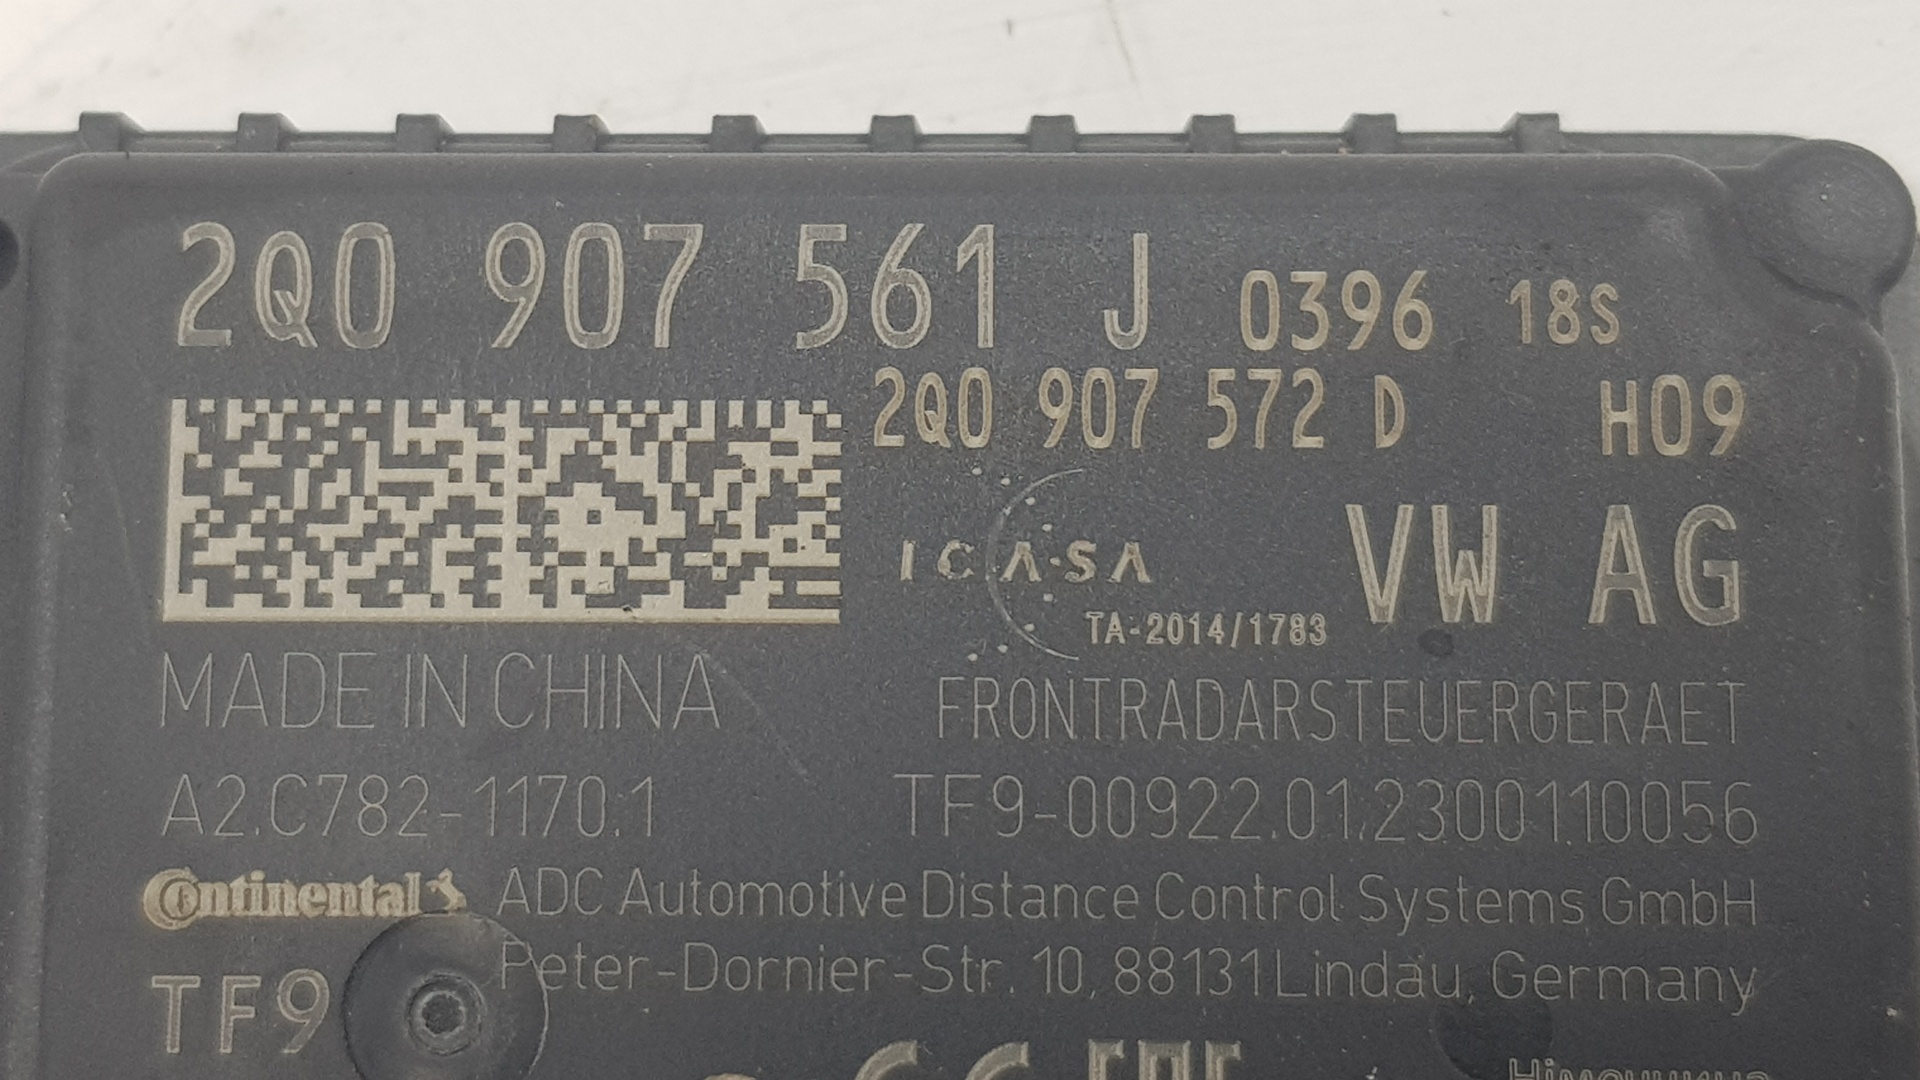 2Q0 907 561 J 0396 18S
2Q0 907 572 D H09
ICASA VW AG
TA-2014/1783
MADE IN CHINA FRONTRADARSTEUERGERAET
A2.C782-1170.1 TF9-00922.01.2300110056
Continental ADC Automotive Distance Control Systems GmbH
Peter-Dornier-Str. 10, 88131 Lindau, Germany
TF9